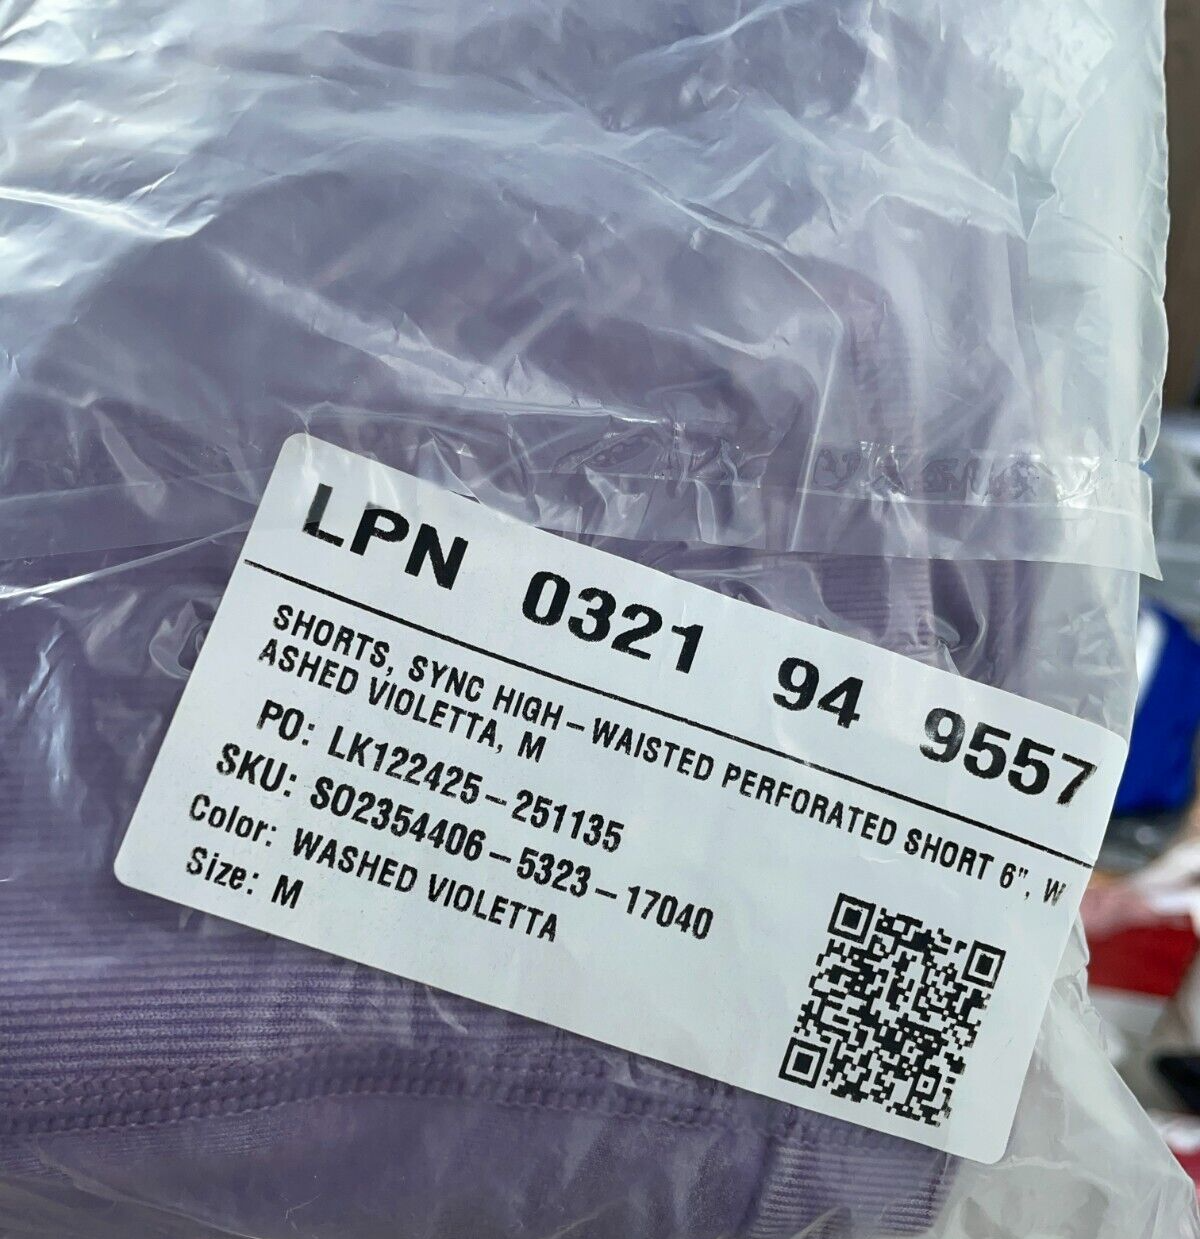 LPN 0321 94 9557
SHORTS, SYNC HIGH-WAISTED PERFORATED SHORT 6", W
ASHED VIOLETTA, M
PO: LK122425-251135
SKU: SO2354406-5323-17040
Color: WASHED VIOLETTA
Size: M